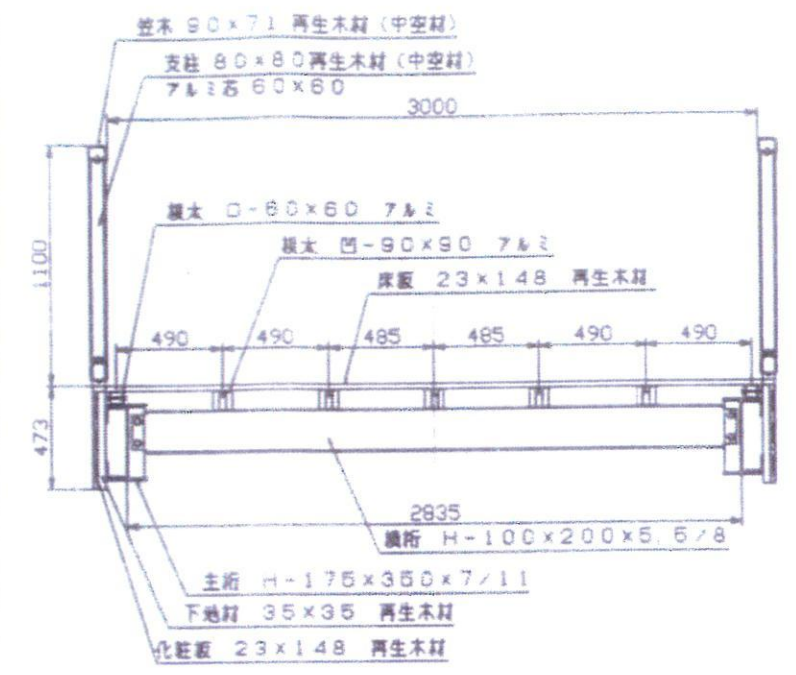 笠木 90×71 再生木材(中空材)
支柱 80×80再生木材(中空材)
アルミ芯 60×60
3000
1100
根太 ロ-60×60 アルミ
根太 凹-90×90 アルミ
床板 23×148 再生木材
490 490 485 485 490 490
473
2835
横桁 H-100×200×5.5/8
主桁 H-175×350×7/11
下地材 35×35 再生木材
化粧板 23×148 再生木材